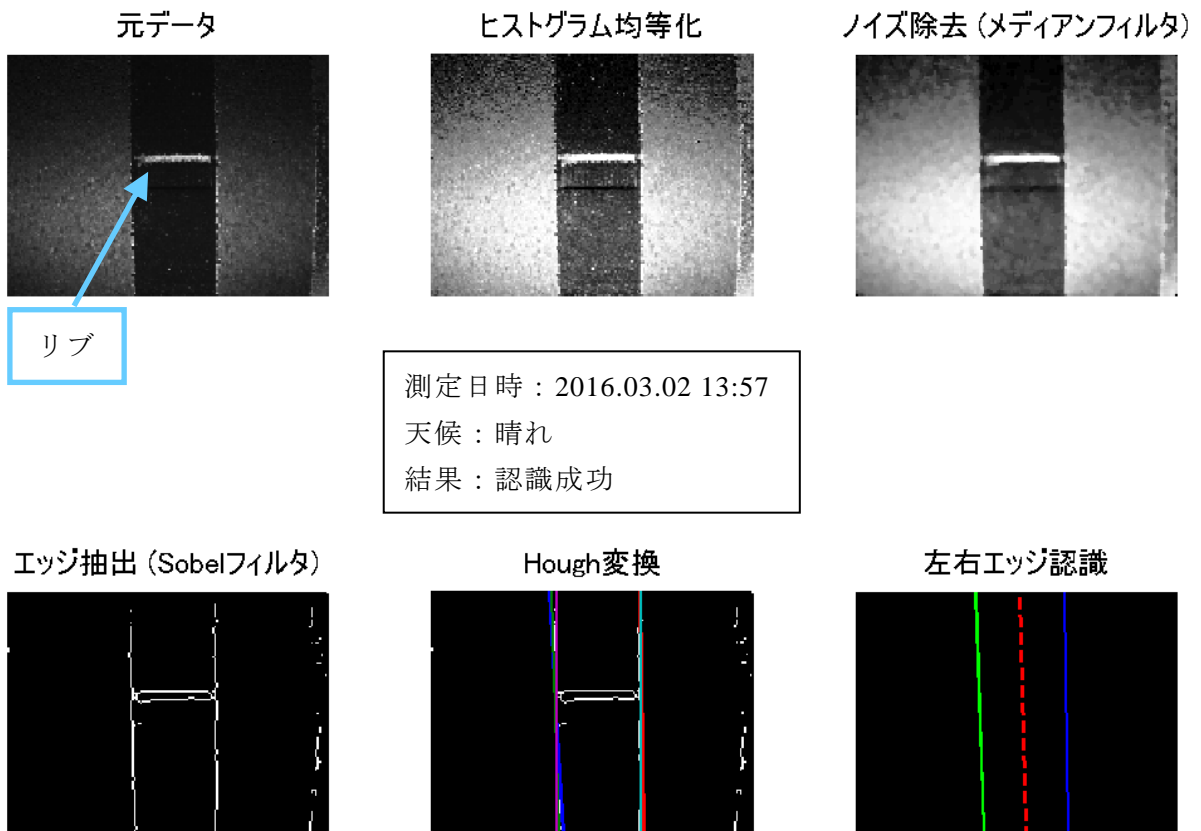 元データ
ヒストグラム均等化
ノイズ除去(メディアンフィルタ)
リブ
測定日時：2016.03.02 13:57
天候：晴れ
結果：認識成功
エッジ抽出(Sobelフィルタ)
Hough変換
左右エッジ認識